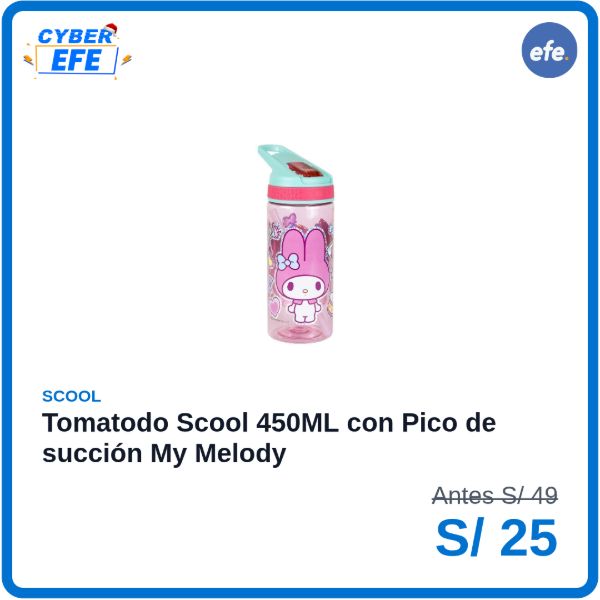 CYBER
EFE
efe.
SCOOL
Tomatodo Scool 450ML con Pico de
succión My Melody
Antes S/ 49
S/ 25